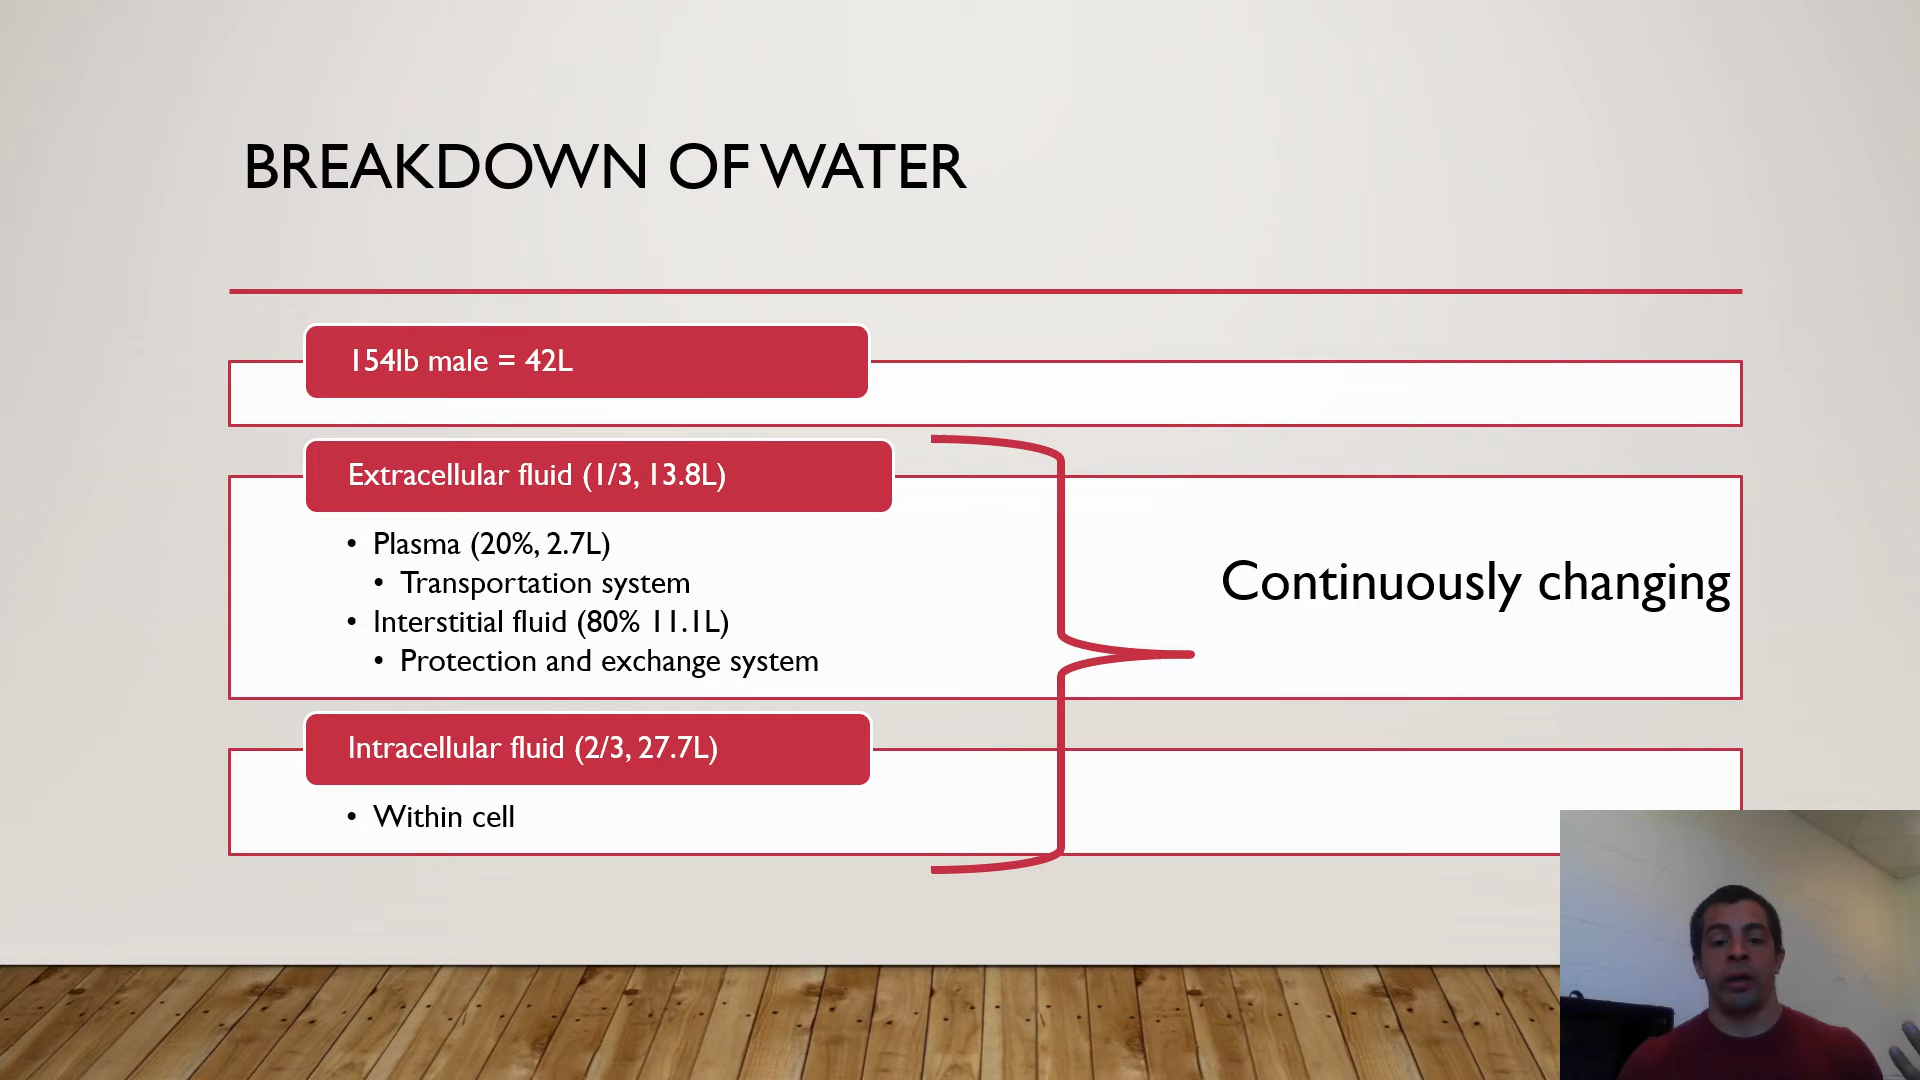 BREAKDOWN OF WATER
154lb male = 42L
Extracellular fluid (1/3, 13.8L)
• Plasma (20%, 2.7L)
• Transportation system
• Interstitial fluid (80% 11.1L)
• Protection and exchange system
Continuously changing
Intracellular fluid (2/3, 27.7L)
• Within cell